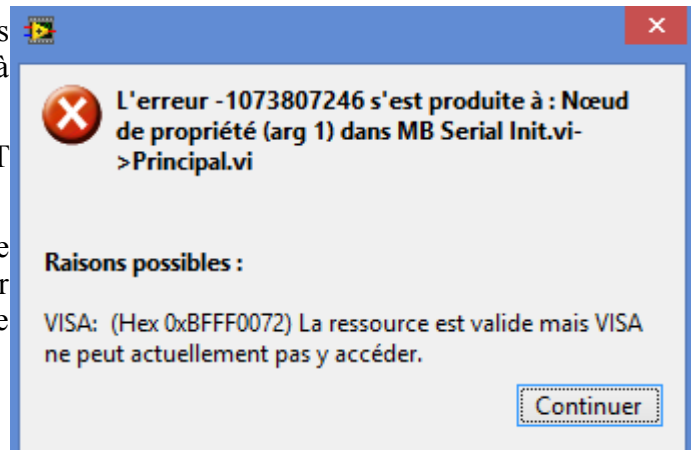 s
à
T
e
r
e
L'erreur -1073807246 s'est produite à : Nœud
de propriété (arg 1) dans MB Serial Init.vi-
>Principal.vi
Raisons possibles :
VISA:  (Hex 0xBFFF0072) La ressource est valide mais VISA
ne peut actuellement pas y accéder.
Continuer